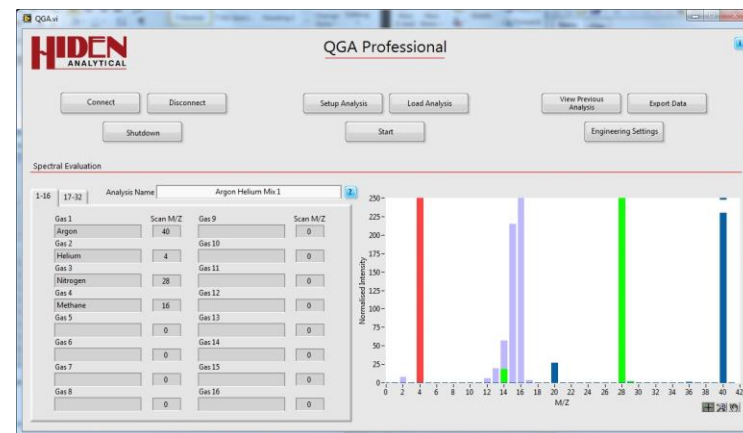 QGA.vi
HIDEN
ANALYTICAL
QGA Professional
Connect
Disconnect
Setup Analysis
Load Analysis
View Previous
Analysis
Export Data
Shutdown
Start
Engineering Settings
Spectral Evaluation
1-16
17-32
Analysis Name
Argon Helium Mix 1
?
Gas 1 Scan M/Z Gas 9 Scan M/Z
Argon 40 0
Gas 2 Gas 10
Helium 4 0
Gas 3 Gas 11
Nitrogen 28 0
Gas 4 Gas 12
Methane 16 0
Gas 5 Gas 13
0 0
Gas 6 Gas 14
0 0
Gas 7 Gas 15
0 0
Gas 8 Gas 16
0 0
Normalised Intensity
250
200
175
150
125
100
75
50
25
0
0 2 4 6 8 10 12 14 16 18 20 22 24 26 28 30 32 34 36 38 40 42
M/Z